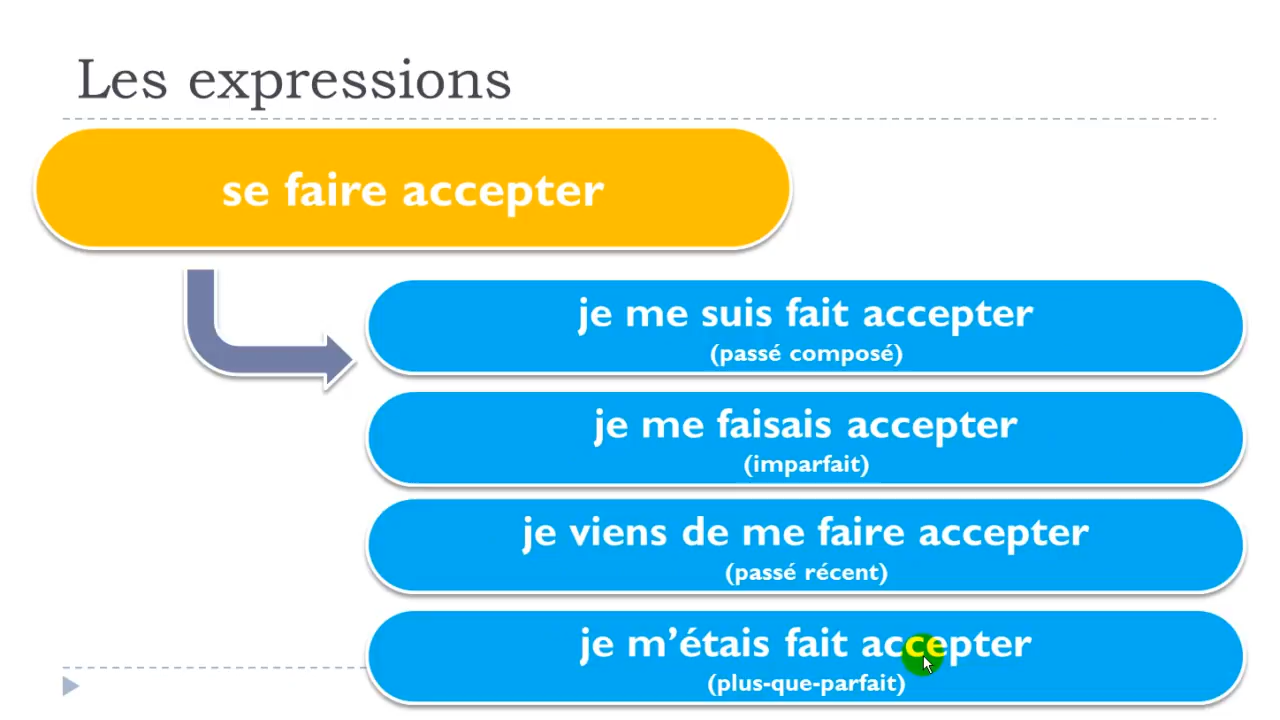 Les expressions
se faire accepter
je me suis fait accepter
(passé composé)
je me faisais accepter
(imparfait)
je viens de me faire accepter
(passé récent)
je m’étais fait accepter
(plus-que-parfait)